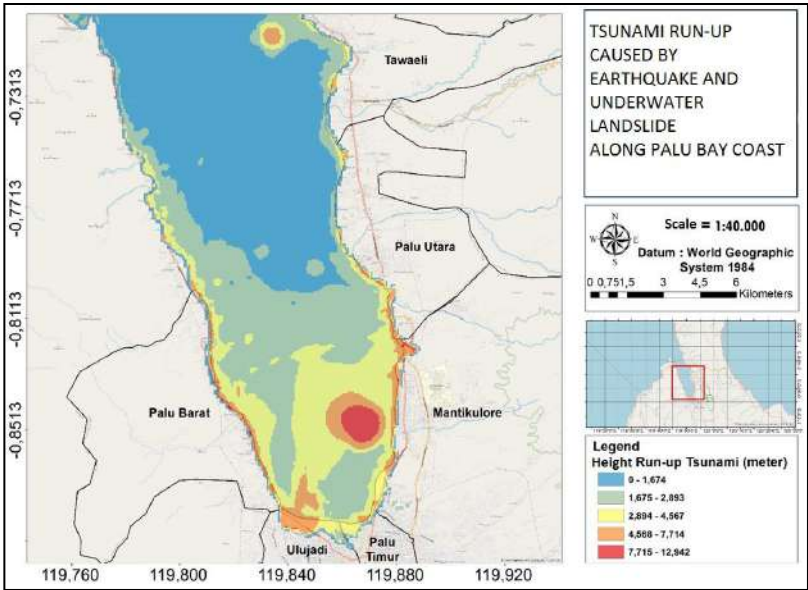 TSUNAMI RUN-UP
CAUSED BY
EARTHQUAKE AND
UNDERWATER
LANDSLIDE
ALONG PALU BAY COAST
N
W E
S
Scale = 1:40.000
Datum : World Geographic
System 1984
0 0,75 1,5 3 4,5 6
Kilometers
Legend
Height Run-up Tsunami (meter)
0 - 1,674
1,675 - 2,893
2,894 - 4,567
4,568 - 7,714
7,715 - 12,942
Tawaeli
Palu Utara
Palu Barat
Mantikulore
Ulujadi
Palu
Timur
-0,7313
-0,7713
-0,8113
-0,8513
119,760 119,800 119,840 119,880 119,920